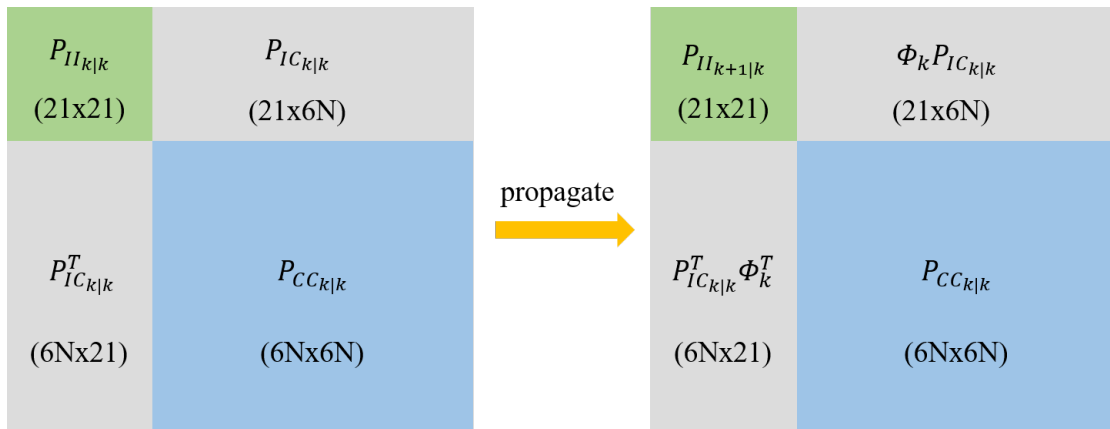 P_{II_{k|k}}
(21x21)
P_{IC_{k|k}}
(21x6N)
P^T_{IC_{k|k}}
(6Nx21)
P_{CC_{k|k}}
(6Nx6N)
propagate
P_{II_{k+1|k}}
(21x21)
Φ_k P_{IC_{k|k}}
(21x6N)
P^T_{IC_{k|k}} Φ^T_k
(6Nx21)
P_{CC_{k|k}}
(6Nx6N)